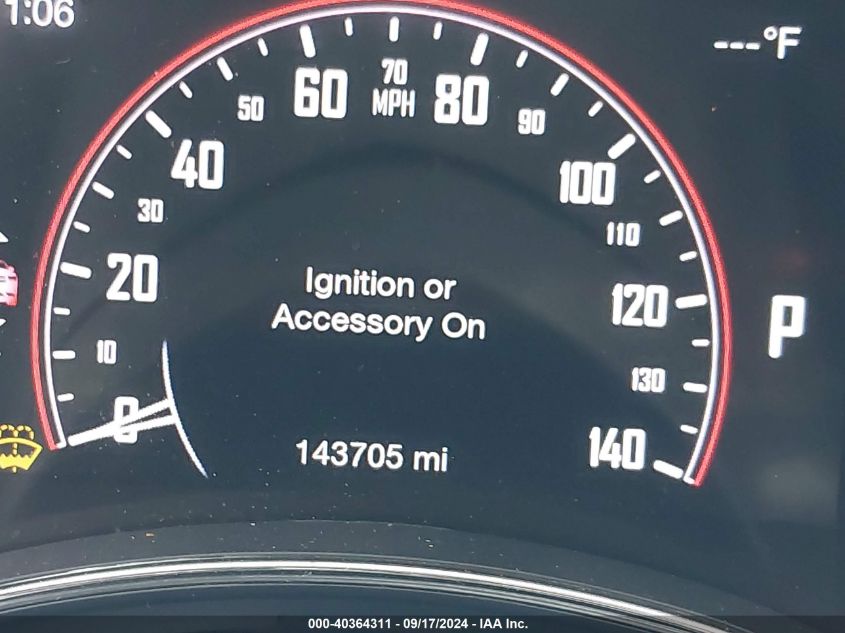 1:06
---°F
70
60 MPH 80
50 90
40 100
30 110
20 120
10 130
0 140
Ignition or
Accessory On
P
143705 mi
000-40364311 - 09/17/2024 - IAA Inc.